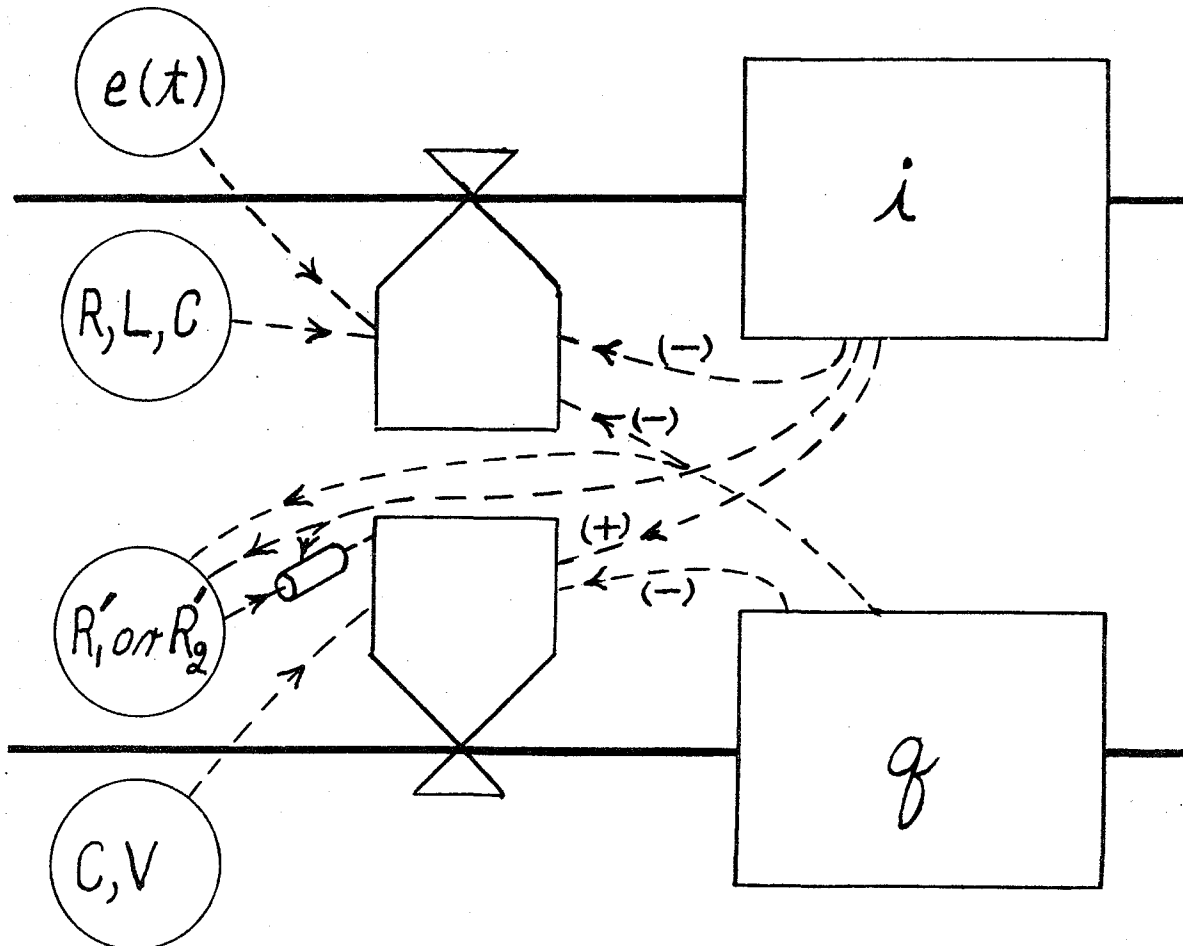 e(t)
i
R, L, C
(−)
(−)
(+)
(−)
R₁′ or R₂′
q
C, V